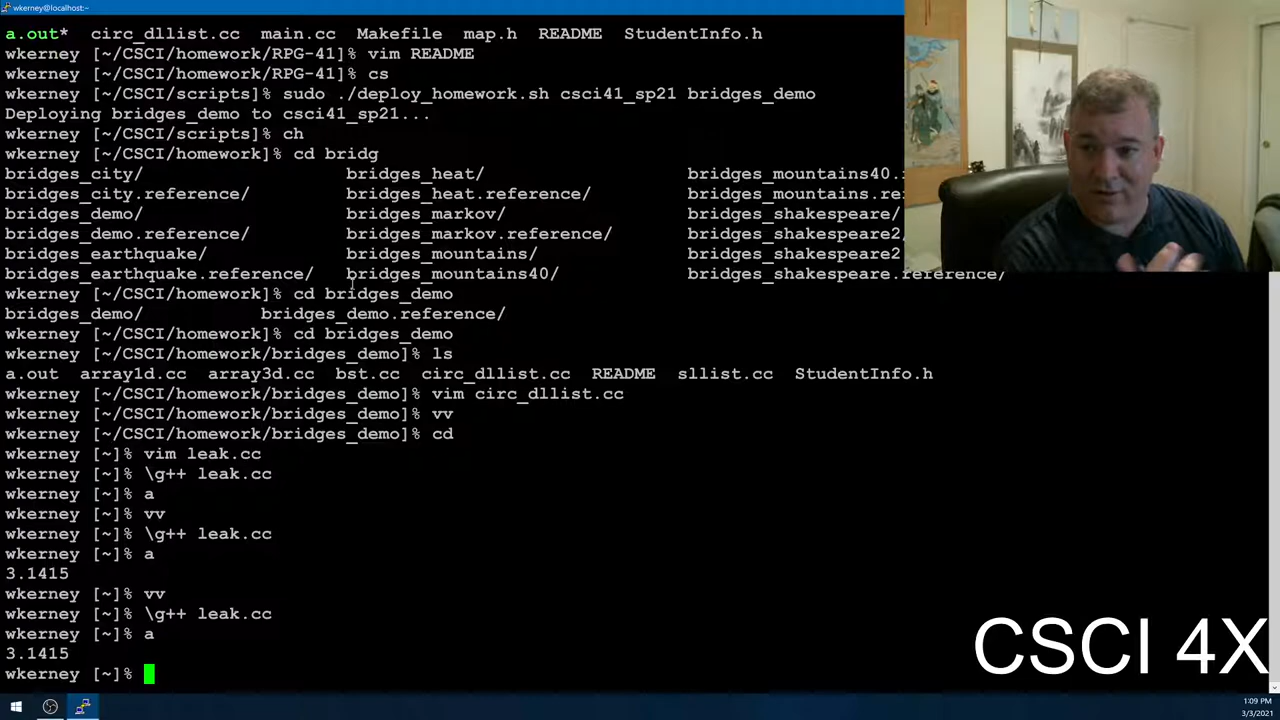 wkerney@localhost:~
a.out* circ_dllist.cc main.cc Makefile map.h README StudentInfo.h
wkerney [~/CSCI/homework/RPG-41]% vim README
wkerney [~/CSCI/homework/RPG-41]% cs
wkerney [~/CSCI/scripts]% sudo ./deploy_homework.sh csci41_sp21 bridges_demo
Deploying bridges_demo to csci41_sp21...
wkerney [~/CSCI/scripts]% ch
wkerney [~/CSCI/homework]% cd bridg
bridges_city/ bridges_heat/ bridges_mountains40.
bridges_city.reference/ bridges_heat.reference/ bridges_mountains.re
bridges_demo/ bridges_markov/ bridges_shakespeare/
bridges_demo.reference/ bridges_markov.reference/ bridges_shakespeare2
bridges_earthquake/ bridges_mountains/ bridges_shakespeare2
bridges_earthquake.reference/ bridges_mountains40/ bridges_shakespeare.reference/
wkerney [~/CSCI/homework]% cd bridges_demo
bridges_demo/ bridges_demo.reference/
wkerney [~/CSCI/homework]% cd bridges_demo
wkerney [~/CSCI/homework/bridges_demo]% ls
a.out array1d.cc array3d.cc bst.cc circ_dllist.cc README sllist.cc StudentInfo.h
wkerney [~/CSCI/homework/bridges_demo]% vim circ_dllist.cc
wkerney [~/CSCI/homework/bridges_demo]% vv
wkerney [~/CSCI/homework/bridges_demo]% cd
wkerney [~]% vim leak.cc
wkerney [~]% \g++ leak.cc
wkerney [~]% a
wkerney [~]% vv
wkerney [~]% \g++ leak.cc
wkerney [~]% a
3.1415
wkerney [~]% vv
wkerney [~]% \g++ leak.cc
wkerney [~]% a
3.1415
wkerney [~]%
CSCI 4X
1:09 PM
3/3/2021